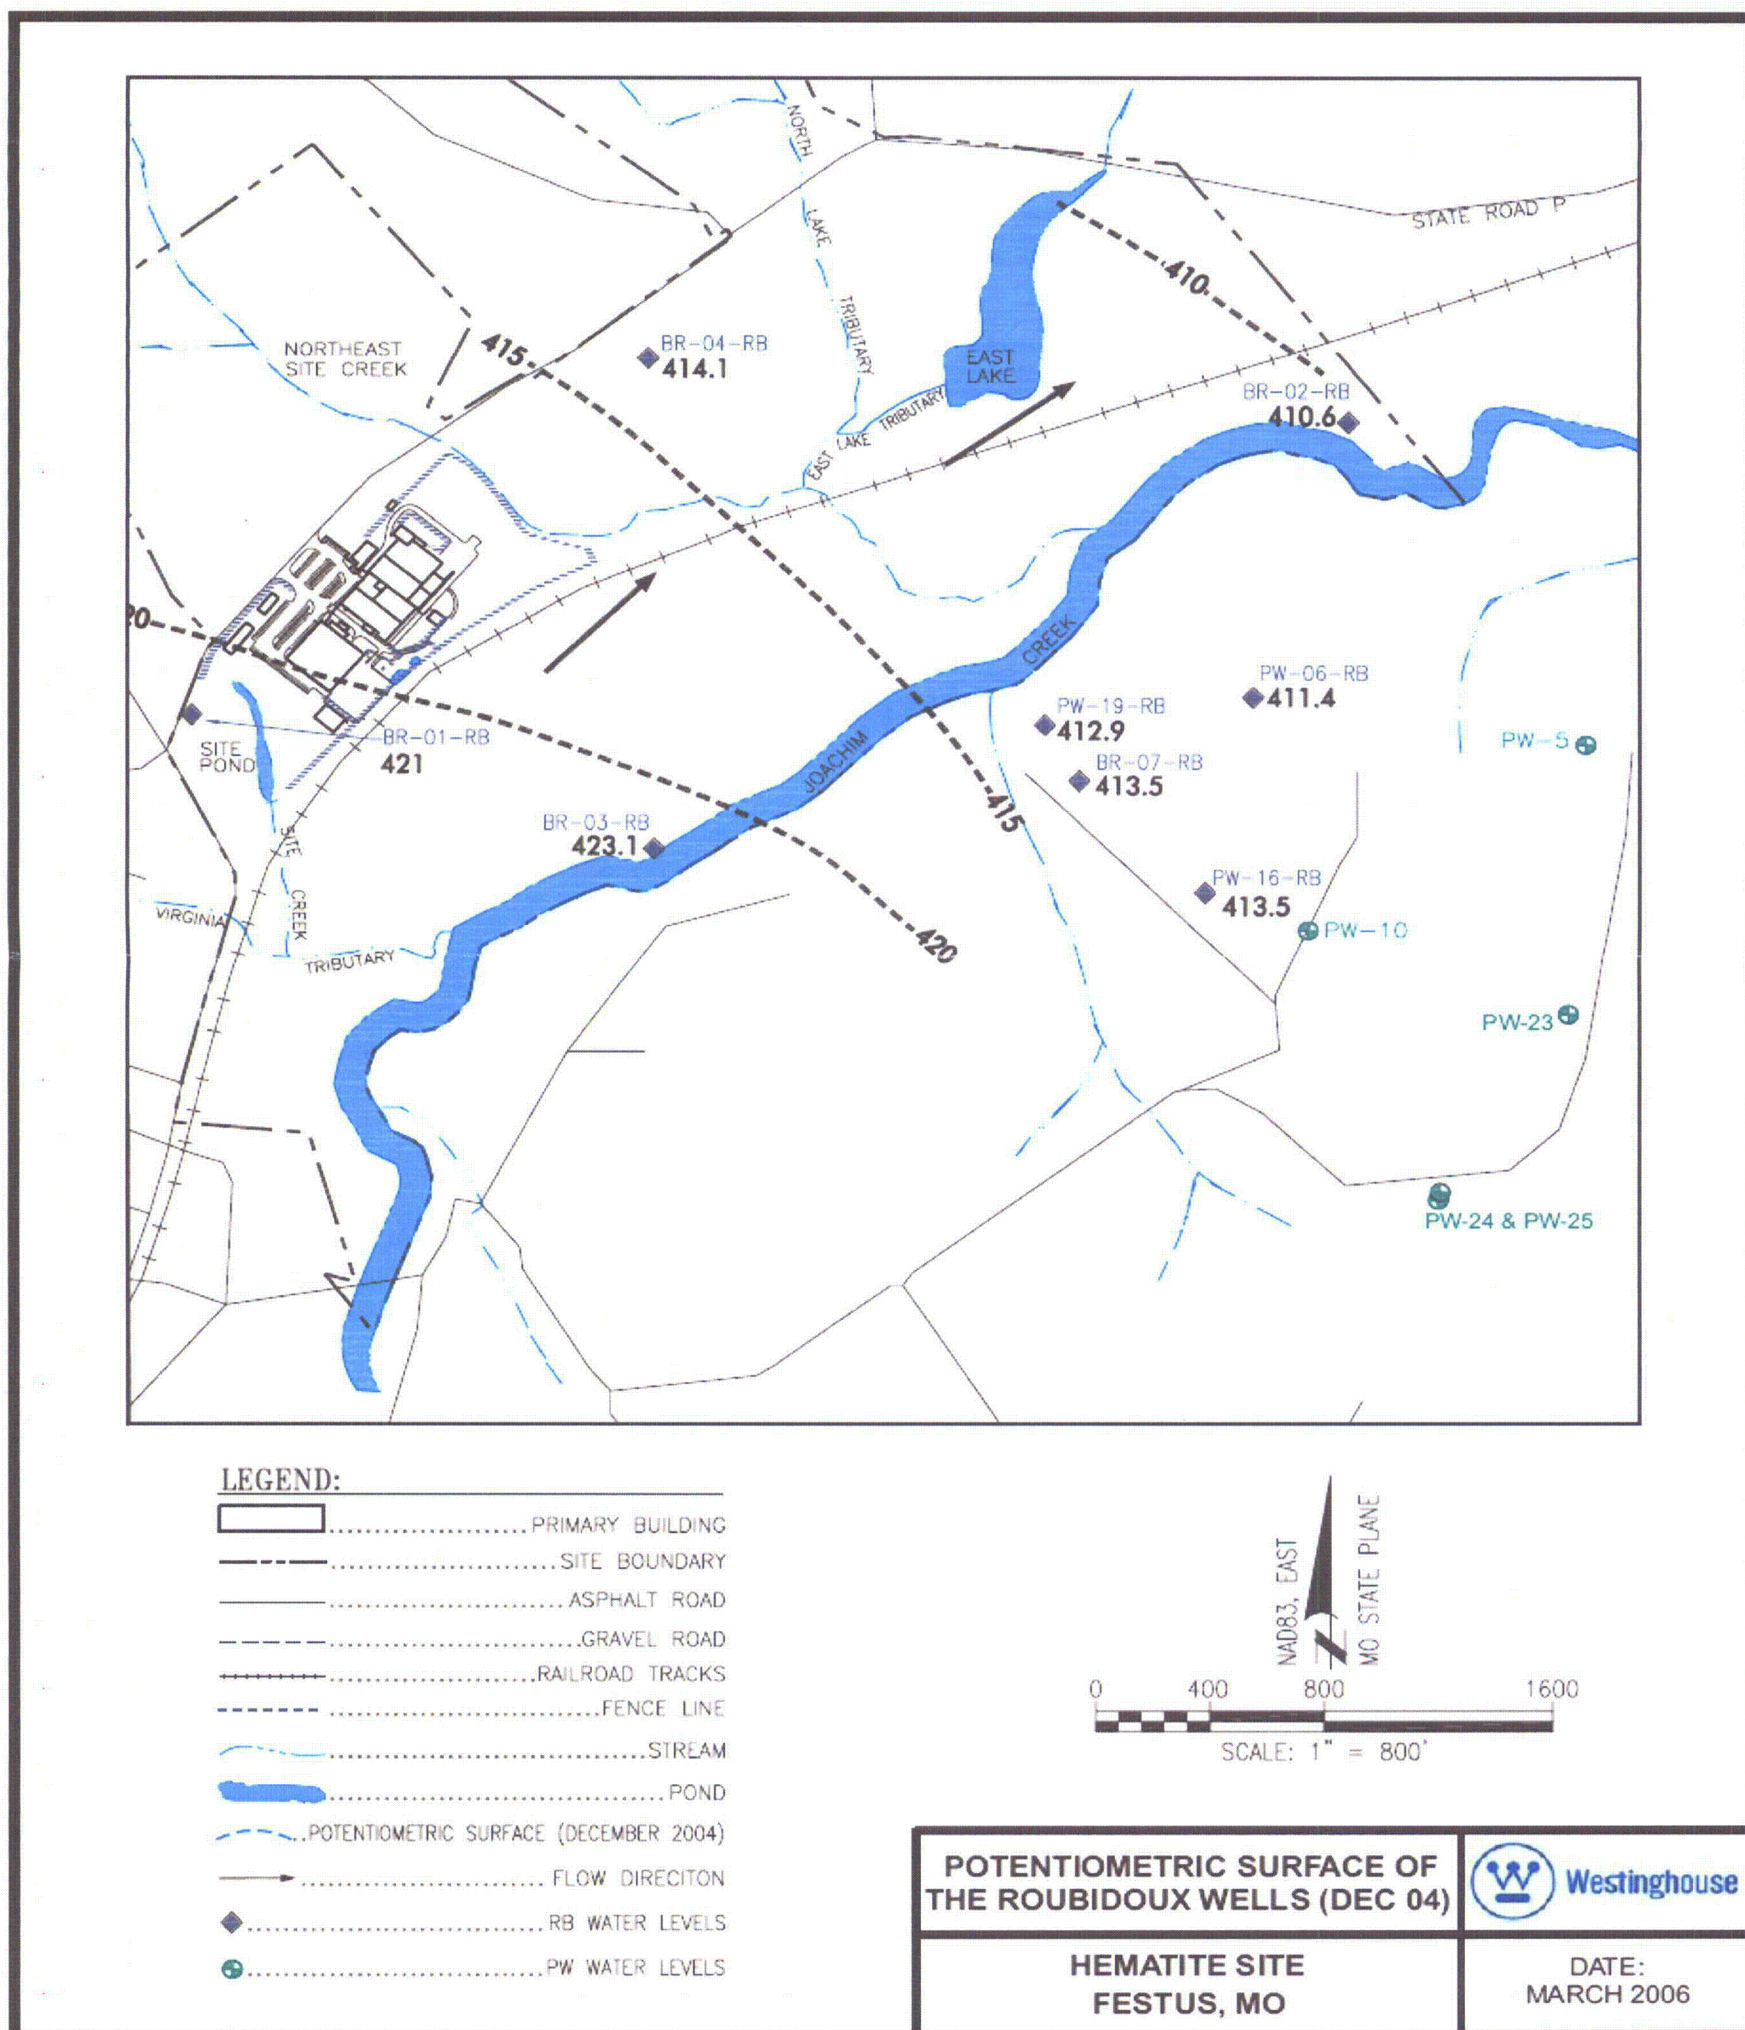 NORTH
LAKE
TRIBUTARY
STATE ROAD P
410
NORTHEAST
SITE CREEK
415
BR-04-RB
414.1
EAST
LAKE
BR-02-RB
410.6
EAST LAKE TRIBUTARY
20
CREEK
JOACHIM
PW-06-RB
411.4
PW-19-RB
412.9
BR-07-RB
413.5
PW-5
BR-01-RB
421
SITE
POND
415
BR-03-RB
423.1
SITE
CREEK
PW-16-RB
413.5
PW-10
VIRGINIA
TRIBUTARY
420
PW-23
PW-24 & PW-25
LEGEND:
PRIMARY BUILDING
SITE BOUNDARY
ASPHALT ROAD
GRAVEL ROAD
RAILROAD TRACKS
FENCE LINE
STREAM
POND
POTENTIOMETRIC SURFACE (DECEMBER 2004)
FLOW DIRECITON
RB WATER LEVELS
PW WATER LEVELS
NAD83, EAST
MO STATE PLANE
0 400 800 1600
SCALE: 1" = 800'
POTENTIOMETRIC SURFACE OF
THE ROUBIDOUX WELLS (DEC 04)
Westinghouse
HEMATITE SITE
FESTUS, MO
DATE:
MARCH 2006